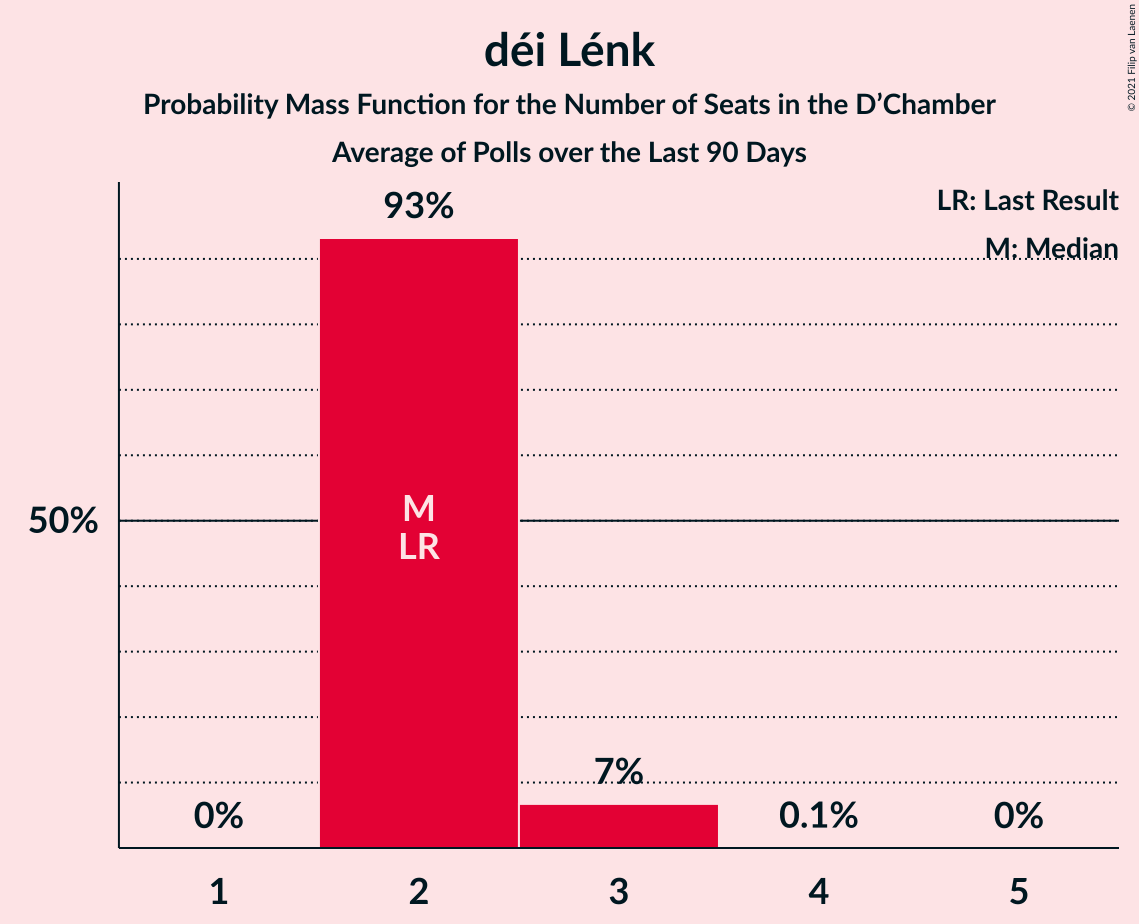 déi Lénk
Probability Mass Function for the Number of Seats in the D’Chamber
Average of Polls over the Last 90 Days
© 2021 Filip van Laenen
LR: Last Result
M: Median
93%
50%
M
LR
7%
0%
0.1%
0%
1
2
3
4
5